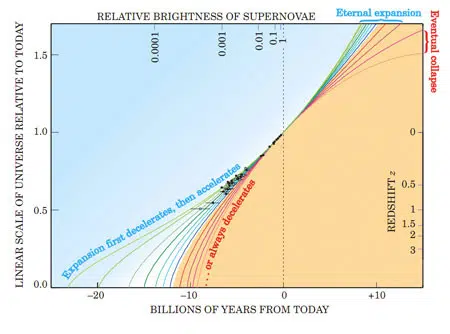 RELATIVE BRIGHTNESS OF SUPERNOVAE
Eternal expansion
Eventual collapse
0.0001
0.001
0.01
0.1
1
LINEAR SCALE OF UNIVERSE RELATIVE TO TODAY
1.5
1.0
0.5
0.0
Expansion first decelerates, then accelerates
or always decelerates
REDSHIFT z
0
0.5
1
1.5
2
3
−20
−10
0
+10
BILLIONS OF YEARS FROM TODAY